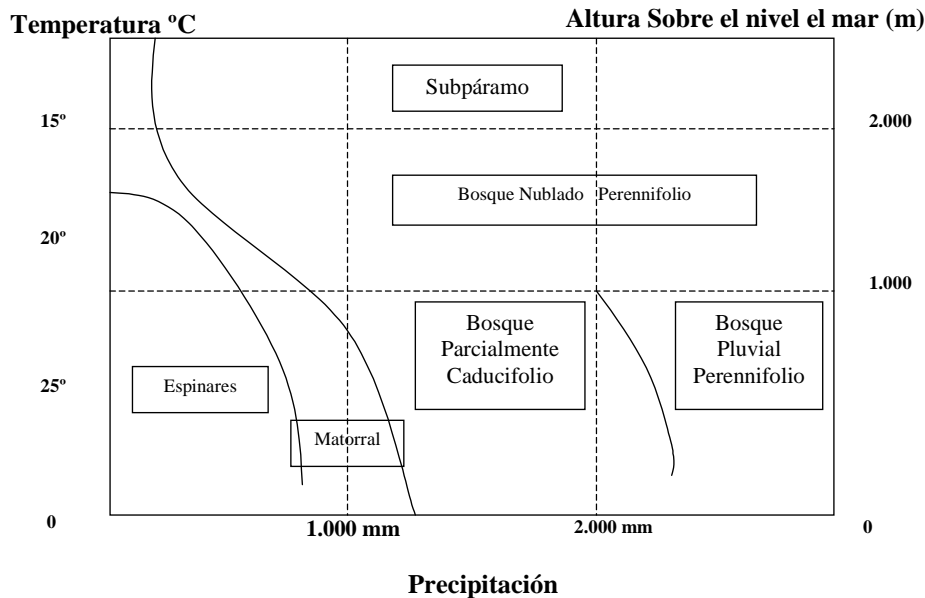 Temperatura ºC
Altura Sobre el nivel el mar (m)
Subpáramo
15º
2.000
Bosque Nublado Perennifolio
20º
1.000
Bosque
Parcialmente
Caducifolio
Bosque
Pluvial
Perennifolio
25º
Espinares
Matorral
0
1.000 mm
2.000 mm
0
Precipitación